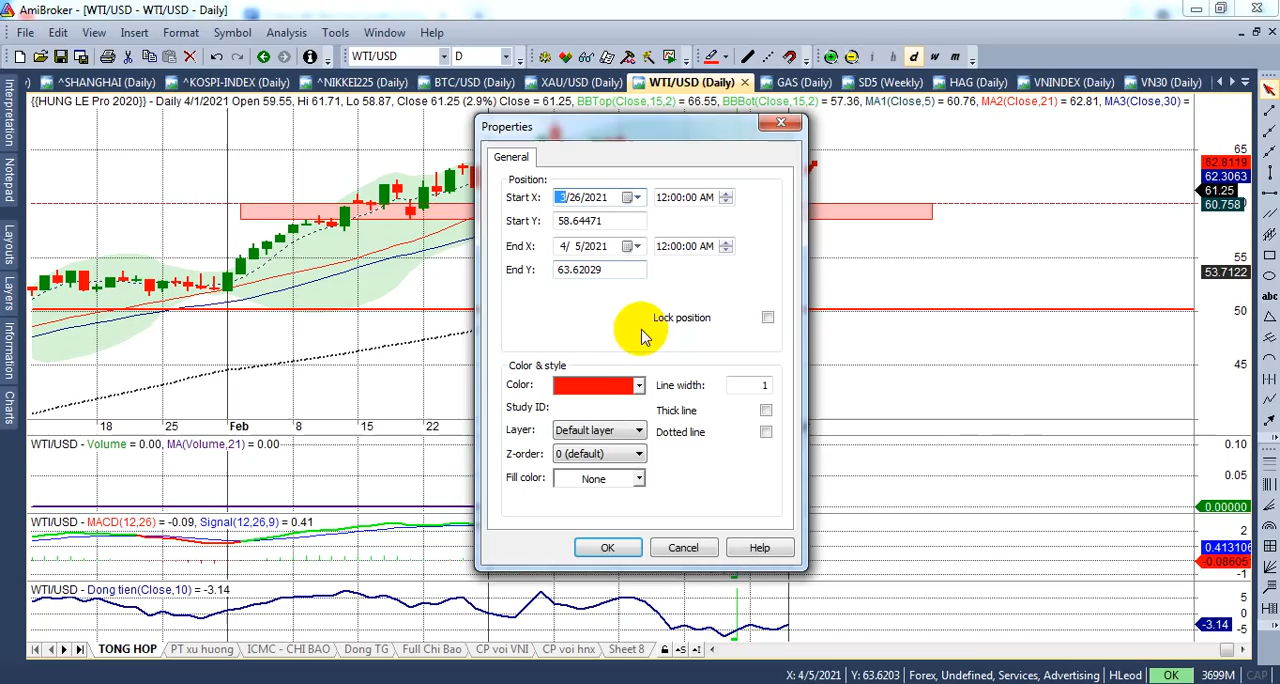 AmiBroker - [WTI/USD - Daily]
File Edit View Insert Format Symbol Analysis Tools Window Help
WTI/USD D i h d w m
^SHANGHAI (Daily) ^KOSPI-INDEX (Daily) ^NIKKEI225 (Daily) BTC/USD (Daily) XAU/USD (Daily) WTI/USD (Daily) GAS (Daily) SD5 (Weekly) HAG (Daily) VNINDEX (Daily) VN30 (Daily)
{{HUNG LE Pro 2020}} - Daily 4/1/2021 Open 59.55, Hi 61.71, Lo 58.87, Close 61.25 (2.9%) Close = 61.25, BBTop(Close,15,2) = 66.55, BBBot(Close,15,2) = 57.36, MA1(Close,5) = 60.76, MA2(Close,21) = 62.81, MA3(Close,30) =
Interpretation
Notepad
Layouts
Layers
Information
Charts
Properties
General
Position:
Start X: 3/26/2021 12:00:00 AM
Start Y: 58.64471
End X: 4/ 5/2021 12:00:00 AM
End Y: 63.62029
Lock position
Color & style
Color: Line width: 1
Study ID: Thick line
Layer: Default layer Dotted line
Z-order: 0 (default)
Fill color: None
OK Cancel Help
65
62.8119
62.3063
61.25
60.758
55
53.7122
50
45
abc
18 25 Feb 8 15 22
WTI/USD - Volume = 0.00, MA(Volume,21) = 0.00
0.10
0.05
0.00000
WTI/USD - MACD(12,26) = -0.09, Signal(12,26,9) = 0.41
2
0.413106
-0.08605
-1
WTI/USD - Dong tien(Close,10) = -3.14
5
0
-3.14
-5
TONG HOP PT xu huong ICMC - CHI BAO Dong TG Full Chi Bao CP voi VNI CP voi hnx Sheet 8
X: 4/5/2021 Y: 63.6203 Forex, Undefined, Services, Advertising HLeod OK 3699M CAP